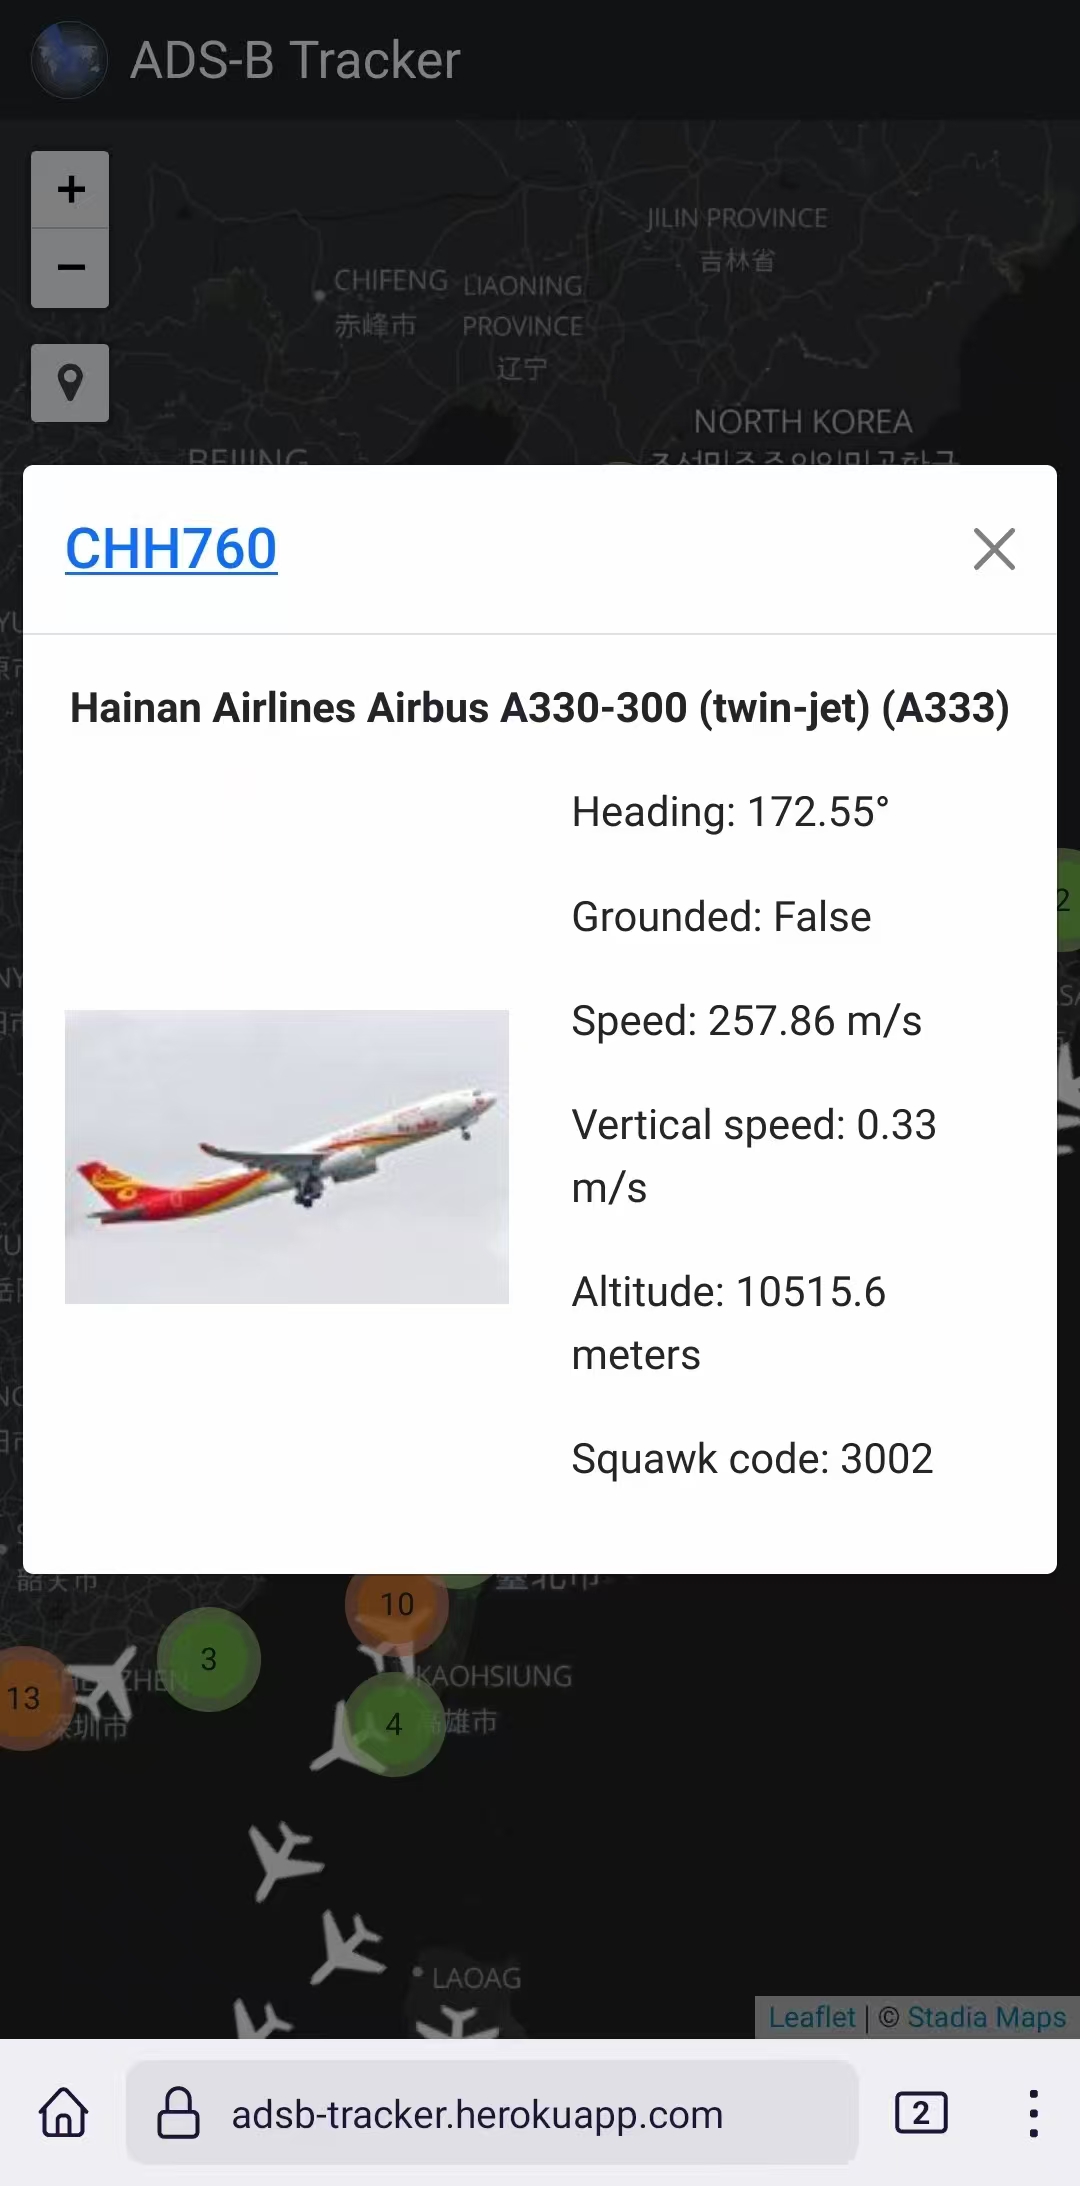 ADS-B Tracker
+
JILIN PROVINCE
吉林省
CHIFENG
赤峰市
LIAONING
PROVINCE
辽宁
−
NORTH KOREA
BEIJING
CHH760
Hainan Airlines Airbus A330-300 (twin-jet) (A333)
Heading: 172.55°
Grounded: False
2
Speed: 257.86 m/s
Vertical speed: 0.33
m/s
Altitude: 10515.6
meters
Squawk code: 3002
10
3
KAOHSIUNG
高雄市
13
深圳市
4
LAOAG
Leaflet | © Stadia Maps
adsb-tracker.herokuapp.com
2